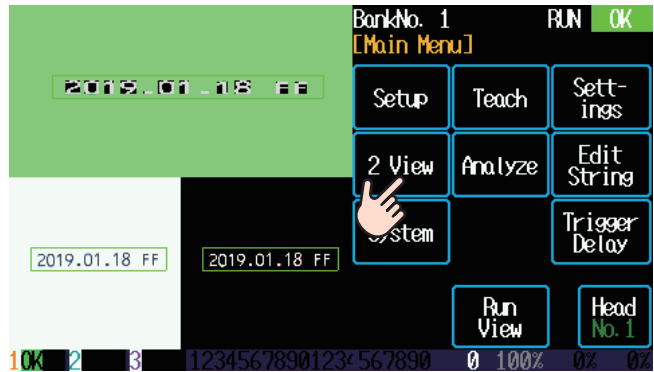 BankNo. 1 RUN OK
[Main Menu]
2019.01.18 FF
Setup Teach Sett-
ings
2 View Analyze Edit
String
System Trigger
Delay
2019.01.18 FF 2019.01.18 FF
Run
View Head
No.1
1OK 2 3 12345678901234567890 0 100% 0% 0%